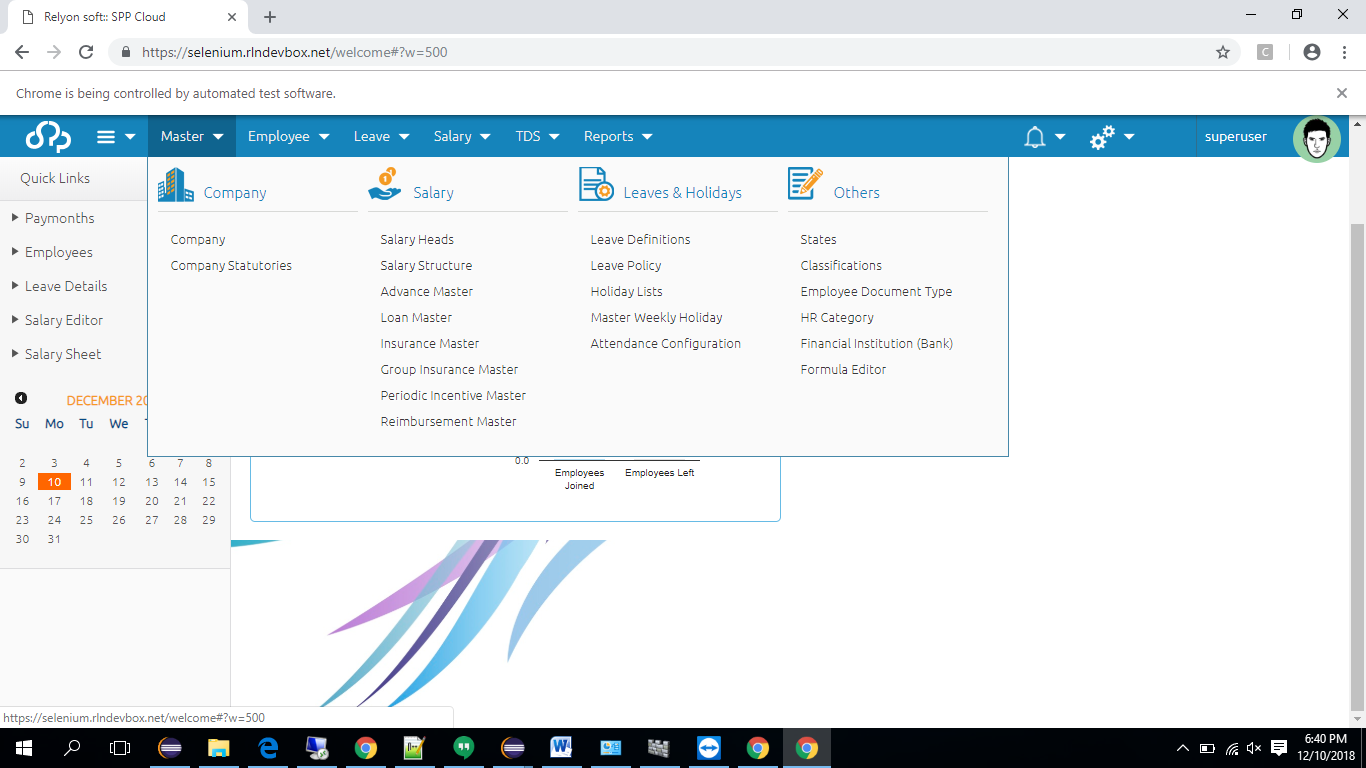 Relyon soft:: SPP Cloud
https://selenium.rlndevbox.net/welcome#?w=500
C
Chrome is being controlled by automated test software.
Master
Employee
Leave
Salary
TDS
Reports
superuser
Quick Links
Paymonths
Employees
Leave Details
Salary Editor
Salary Sheet
Company
Company
Company Statutories
Salary
Salary Heads
Salary Structure
Advance Master
Loan Master
Insurance Master
Group Insurance Master
Periodic Incentive Master
Reimbursement Master
Leaves & Holidays
Leave Definitions
Leave Policy
Holiday Lists
Master Weekly Holiday
Attendance Configuration
Others
States
Classifications
Employee Document Type
HR Category
Financial Institution (Bank)
Formula Editor
DECEMBER 20
Su Mo Tu We
2 3 4 5 6 7 8
9 10 11 12 13 14 15
16 17 18 19 20 21 22
23 24 25 26 27 28 29
30 31
0.0
Employees
Joined
Employees Left
https://selenium.rlndevbox.net/welcome#?w=500
6:40 PM
12/10/2018